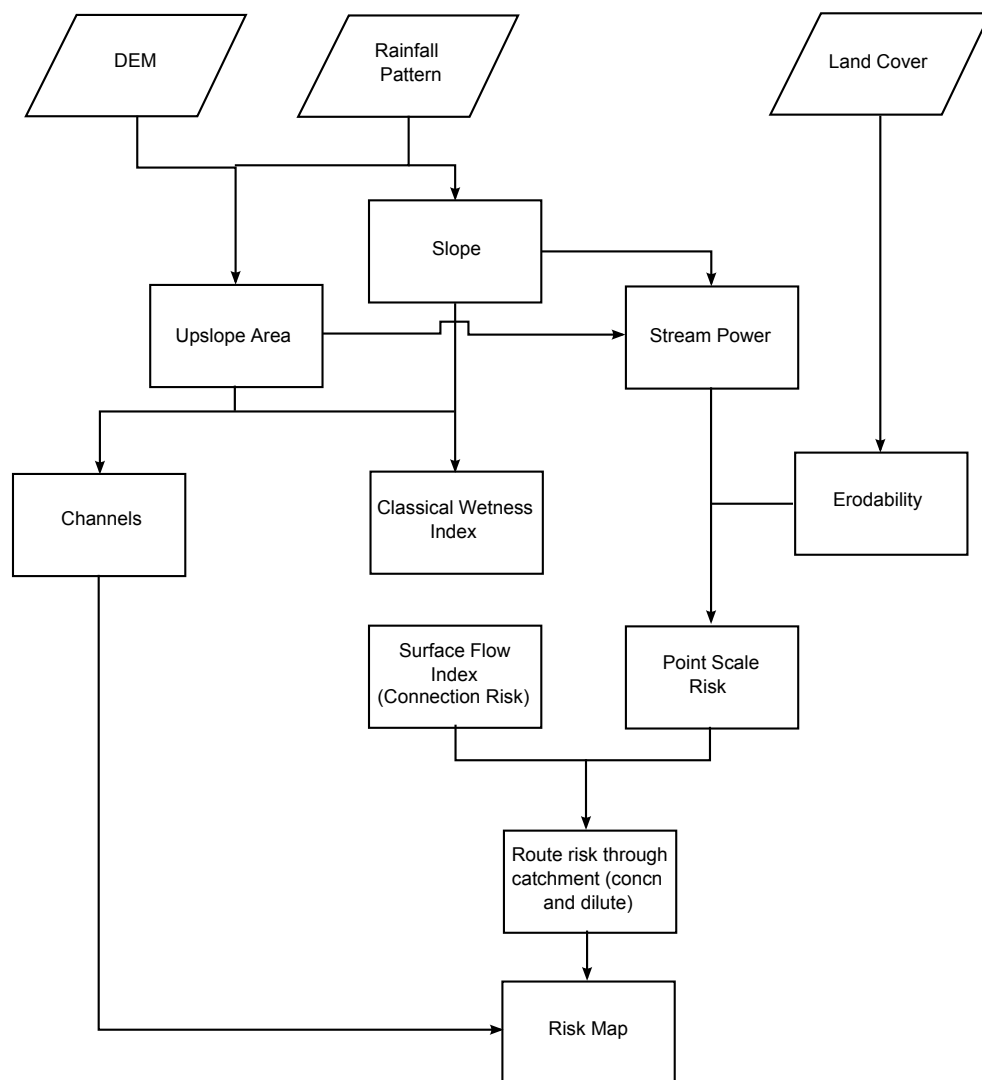 DEM
Rainfall
Pattern
Land Cover
Slope
Upslope Area
Stream Power
Channels
Classical Wetness
Index
Erodability
Surface Flow
Index
(Connection Risk)
Point Scale
Risk
Route risk through
catchment (concn
and dilute)
Risk Map